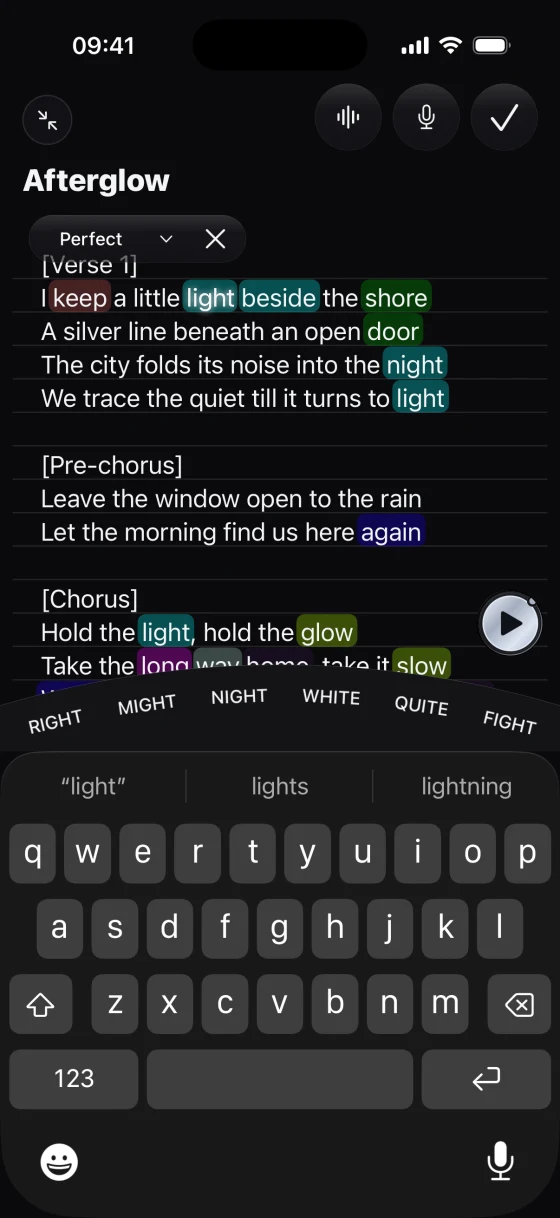 09:41
Afterglow
Perfect
[Verse 1]
I keep a little light beside the shore
A silver line beneath an open door
The city folds its noise into the night
We trace the quiet till it turns to light
[Pre-chorus]
Leave the window open to the rain
Let the morning find us here again
[Chorus]
Hold the light, hold the glow
Take the long way home, take it slow
RIGHT MIGHT NIGHT WHITE QUITE FIGHT
“light” lights lightning
q w e r t y u i o p
a s d f g h j k l
z x c v b n m
123